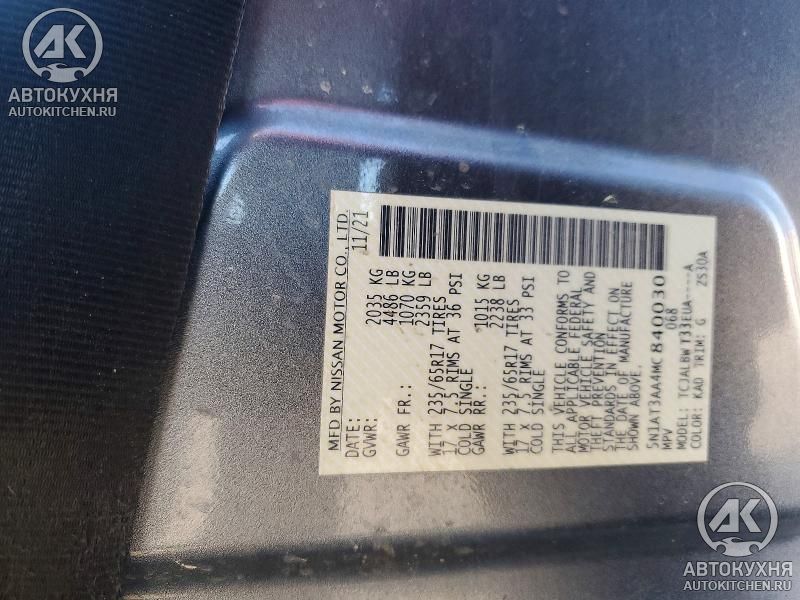 АК
АВТОКУХНЯ
AUTOKITCHEN.RU
MFD BY NISSAN MOTOR CO., LTD.
DATE: 11/21
GVWR: 2035 KG
4486 LB
GAWR FR.: 1070 KG
2359 LB
WITH 235/65R17 TIRES
17 X 7.5 RIMS AT 36 PSI
COLD SINGLE
GAWR RR.: 1015 KG
2238 LB
WITH 235/65R17 TIRES
17 X 7.5 RIMS AT 33 PSI
COLD SINGLE
THIS VEHICLE CONFORMS TO
ALL APPLICABLE FEDERAL
MOTOR VEHICLE SAFETY AND
THEFT PREVENTION
STANDARDS IN EFFECT ON
THE DATE OF MANUFACTURE
SHOWN ABOVE.
5N1AT3AA4MC840030
MPV 068
MODEL: TCJALBWT33EUA----A
COLOR: KAD TRIM: G 2S30A
АК
АВТОКУХНЯ
AUTOKITCHEN.RU